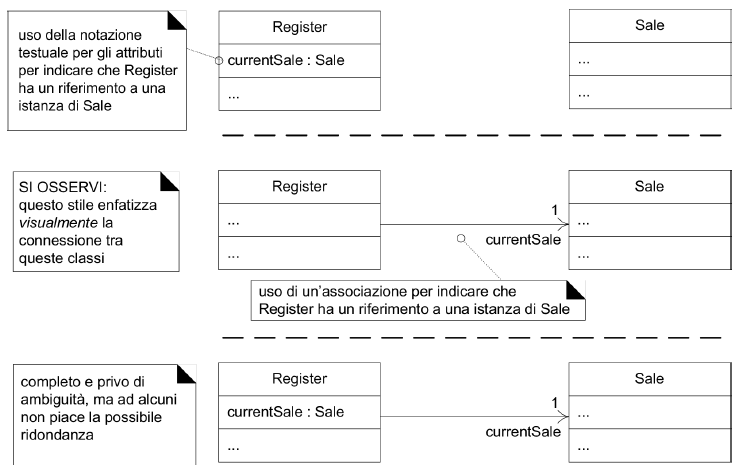 uso della notazione
testuale per gli attributi
per indicare che Register
ha un riferimento a una
istanza di Sale
Register
currentSale : Sale
...
Sale
...
...
SI OSSERVI:
questo stile enfatizza
visualmente la
connessione tra
queste classi
Register
...
...
1
currentSale
Sale
...
...
uso di un'associazione per indicare che
Register ha un riferimento a una istanza di Sale
completo e privo di
ambiguità, ma ad alcuni
non piace la possibile
ridondanza
Register
currentSale : Sale
...
1
currentSale
Sale
...
...